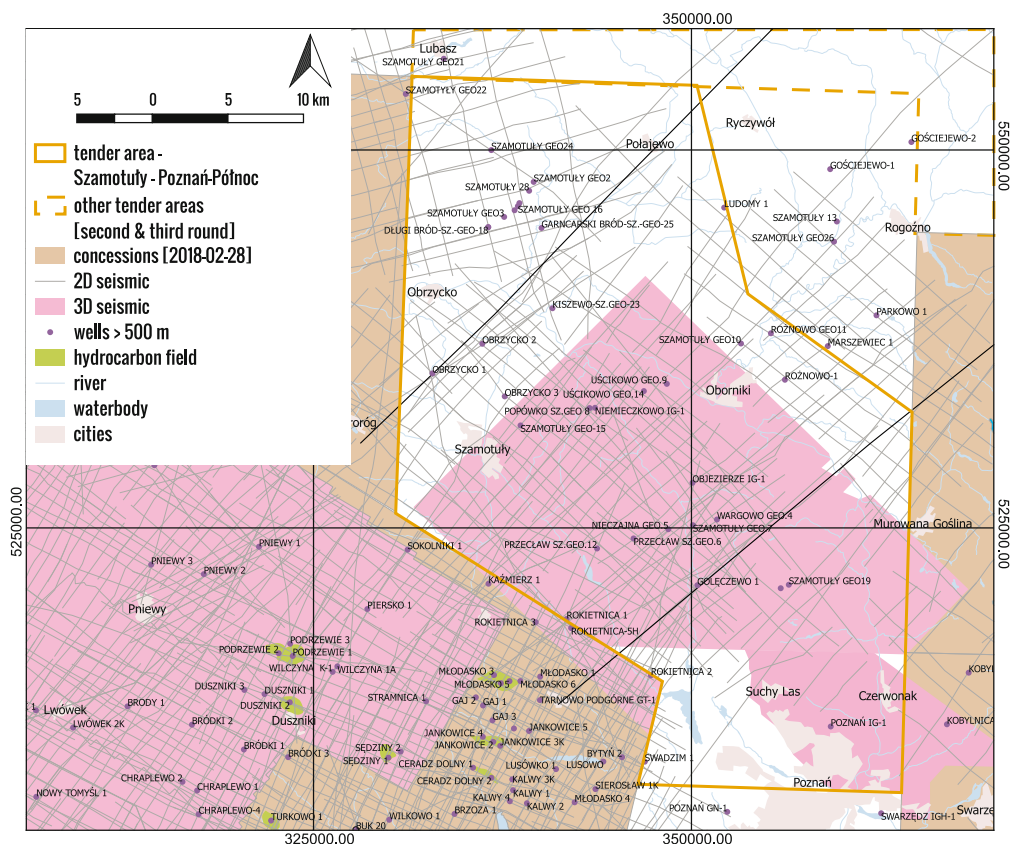 350000.00
5
0
5
10 km
tender area -
Szamotuły - Poznań-Północ
other tender areas
[second & third round]
concessions [2018-02-28]
2D seismic
3D seismic
wells > 500 m
hydrocarbon field
river
waterbody
cities
Lubasz
SZAMOTUŁY GEO21
SZAMOTYŁY GEO22
Ryczywół
Połajewo
GOŚCIEJEWO-2
550000.00
SZAMOTUŁY GEO24
GOŚCIEJEWO-1
SZAMOTUŁY GEO2
SZAMOTUŁY 28
LUDOMY 1
SZAMOTUŁY GEO 16
SZAMOTUŁY GEO3
SZAMOTUŁY 13
GARNCARSKI BRÓD-SZ.-GEO-25
DŁUGI BRÓD-SZ.-GEO-18
Rogoźno
SZAMOTUŁY GEO26
Obrzycko
KISZEWO-SZ.GEO-23
PARKOWO 1
ROŻNOWO GEO11
OBRZYCKO 2
SZAMOTUŁY GEO10
MARSZEWIEC 1
OBRZYCKO 1
UŚCIKOWO GEO.9
ROŻNOWO-1
OBRZYCKO 3
UŚCIKOWO GEO.14
Oborniki
POPÓWKO SZ.GEO 8
NIEMIECZKOWO IG-1
roróg
SZAMOTUŁY GEO-15
Szamotuły
OBJEZIERZE IG-1
525000.00
WARGOWO GEO.4
NIECZAJNA GEO.5
SZAMOTUŁY GEO.7
Murowana Goślina
525000.00
PRZECŁAW SZ.GEO.12
PRZECŁAW SZ.GEO.6
PNIEWY 1
SOKOLNIKI 1
PNIEWY 3
PNIEWY 2
KAŹMIERZ 1
GOLĘCZEWO 1
SZAMOTUŁY GEO19
Pniewy
PIERSKO 1
ROKIETNICA 1
ROKIETNICA 3
ROKIETNICA-5H
PODRZEWIE 3
PODRZEWIE 2
PODRZEWIE 1
WILCZYNA
K-1
WILCZYNA 1A
MŁODASKO 3
MŁODASKO 1
ROKIETNICA 2
KOBYL
DUSZNIKI 3
DUSZNIKI 1
MŁODASKO 5
MŁODASKO 6
Suchy Las
Czerwonak
STRAMNICA 1
GAJ 2
GAJ 1
TARNOWO PODGÓRNE GT-1
1
Lwówek
BRODY 1
DUSZNIKI 2
LWÓWEK 2K
BRÓDKI 2
Duszniki
GAJ 3
JANKOWICE 5
POZNAŃ IG-1
KOBYLNICA
JANKOWICE 4
BRÓDKI 1
BRÓDKI 3
SĘDZINY 2
JANKOWICE 2
JANKOWICE 3K
BYTYŃ 2
SĘDZINY 1
CERADZ DOLNY 1
LUSÓWKO 1
LUSOWO
SWADZIM 1
CHRAPLEWO 2
CHRAPLEWO 1
CERADZ DOLNY 2
KALWY 3K
SIEROSŁAW 1K
Poznań
NOWY TOMYŚL 1
KALWY 4
KALWY 1
KALWY 2
MŁODASKO 4
CHRAPLEWO-4
TURKOWO 1
WILKOWO 1
BRZOZA 1
POZNAŃ GN-1
SWARZĘDZ IGH-1
Swarzę
BUK 20
325000.00
350000.00